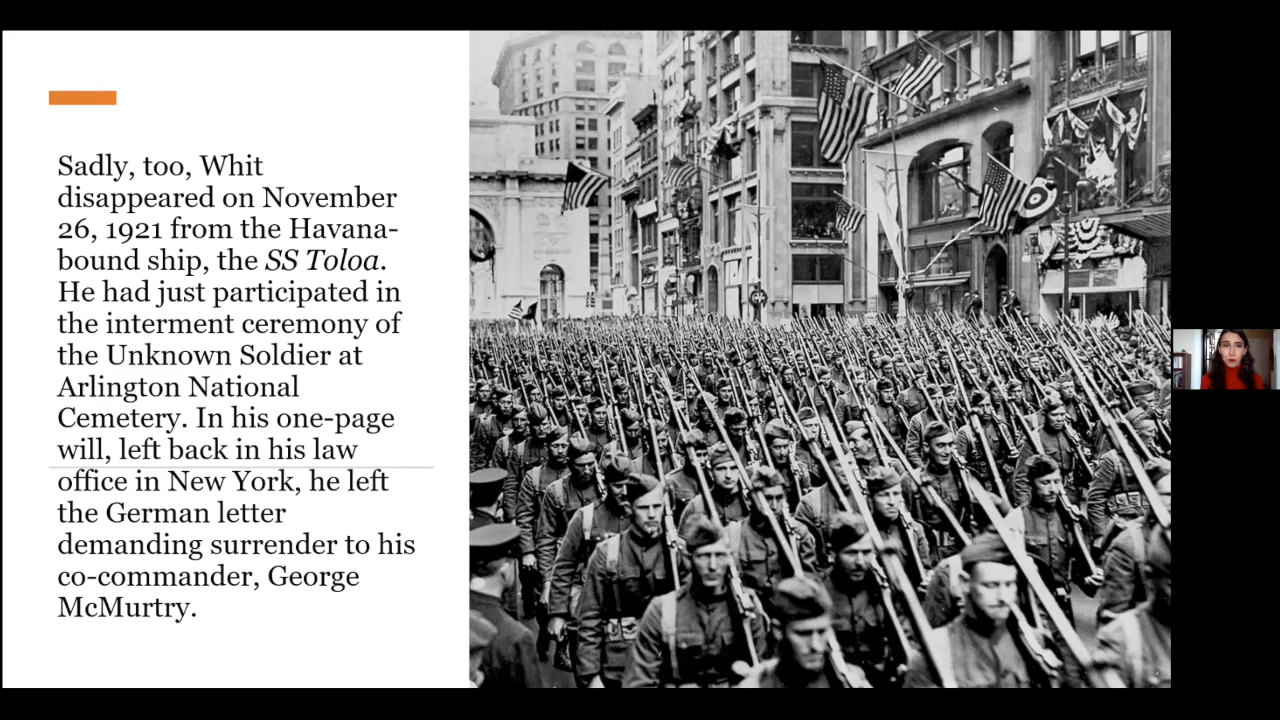 Sadly, too, Whit
disappeared on November
26, 1921 from the Havana-
bound ship, the SS Toloa.
He had just participated in
the interment ceremony of
the Unknown Soldier at
Arlington National
Cemetery. In his one-page
will, left back in his law
office in New York, he left
the German letter
demanding surrender to his
co-commander, George
McMurtry.